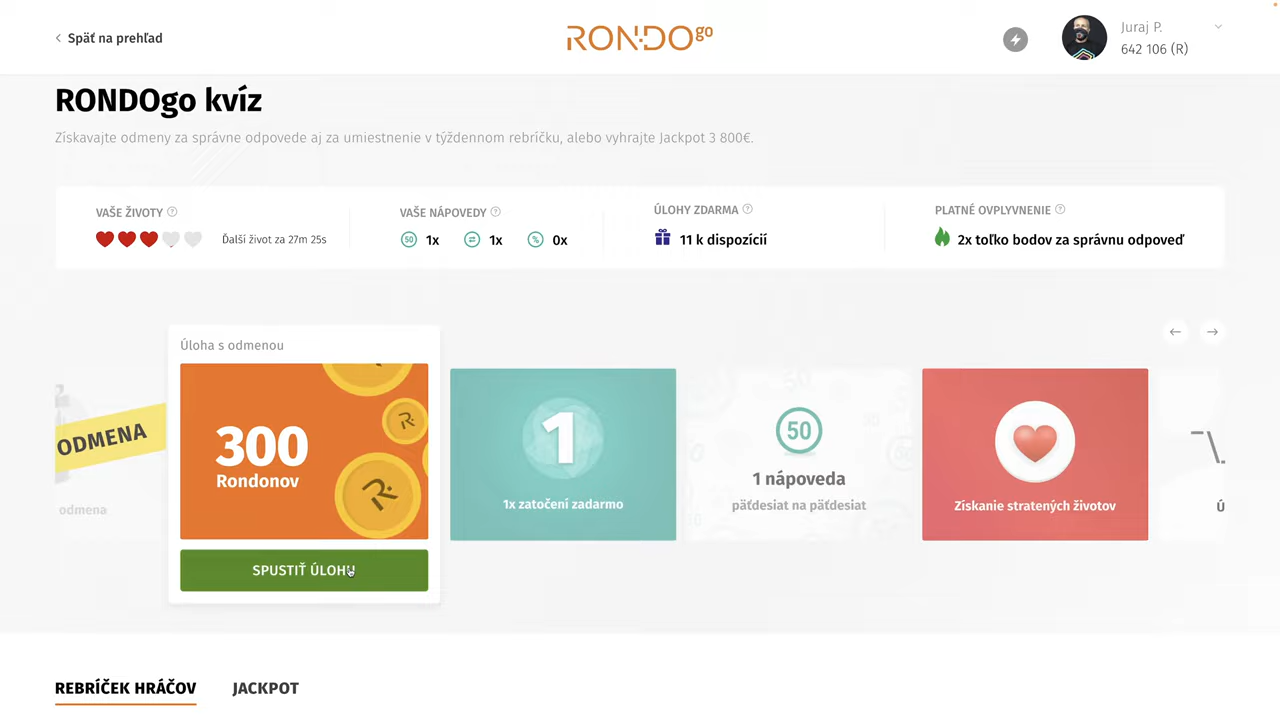 Späť na prehľad
RONDOgo
Juraj P.
642 106 (R)
RONDOgo kvíz
Získavajte odmeny za správne odpovede aj za umiestnenie v týždennom rebríčku, alebo vyhrajte Jackpot 3 800€.
VAŠE ŽIVOTY
Ďalší život za 27m 25s
VAŠE NÁPOVEDY
50 1x
1x
% 0x
ÚLOHY ZDARMA
11 k dispozícií
PLATNÉ OVPLYVNENIE
2x toľko bodov za správnu odpoveď
ODMENA
odmena
Úloha s odmenou
300
Rondonov
SPUSTIŤ ÚLOHU
1
1x zatočení zadarmo
50
1 nápoveda
päťdesiat na päťdesiat
Získanie stratených životov
Ú
REBRÍČEK HRÁČOV
JACKPOT